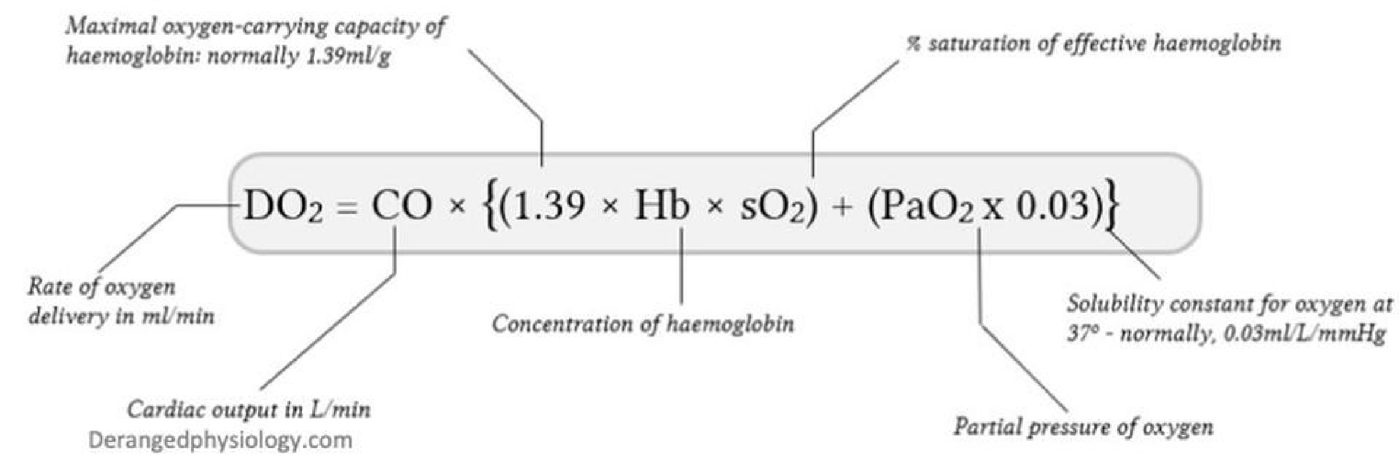 Maximal oxygen-carrying capacity of
haemoglobin: normally 1.39ml/g
% saturation of effective haemoglobin
DO₂ = CO × {(1.39 × Hb × sO₂) + (PaO₂ x 0.03)}
Rate of oxygen
delivery in ml/min
Concentration of haemoglobin
Solubility constant for oxygen at
37º - normally, 0.03ml/L/mmHg
Cardiac output in L/min
Partial pressure of oxygen
Derangedphysiology.com